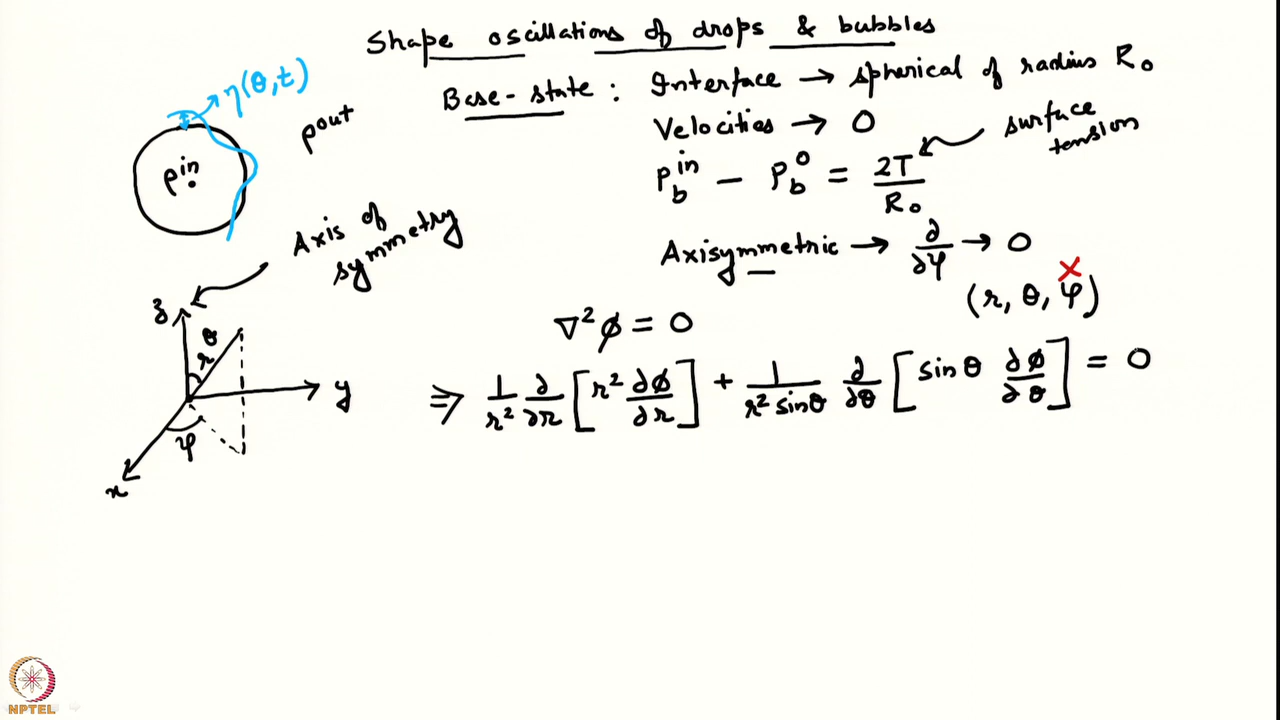 Shape oscillations of drops & bubbles
Base-state : Interface → spherical of radius R₀
Velocities → 0
surface tension
p_b^in − p_b^0 = 2T/R₀
Axisymmetric → ∂/∂ψ → 0
(r, θ, ψ)
×
η(θ, t)
ρ^in
ρ^out
Axis of
symmetry
z
θ
r
y
ψ
x
∇²φ = 0
⇒ 1/r² ∂/∂r [r² ∂φ/∂r] + 1/(r² sinθ) ∂/∂θ [sinθ ∂φ/∂θ] = 0
NPTEL